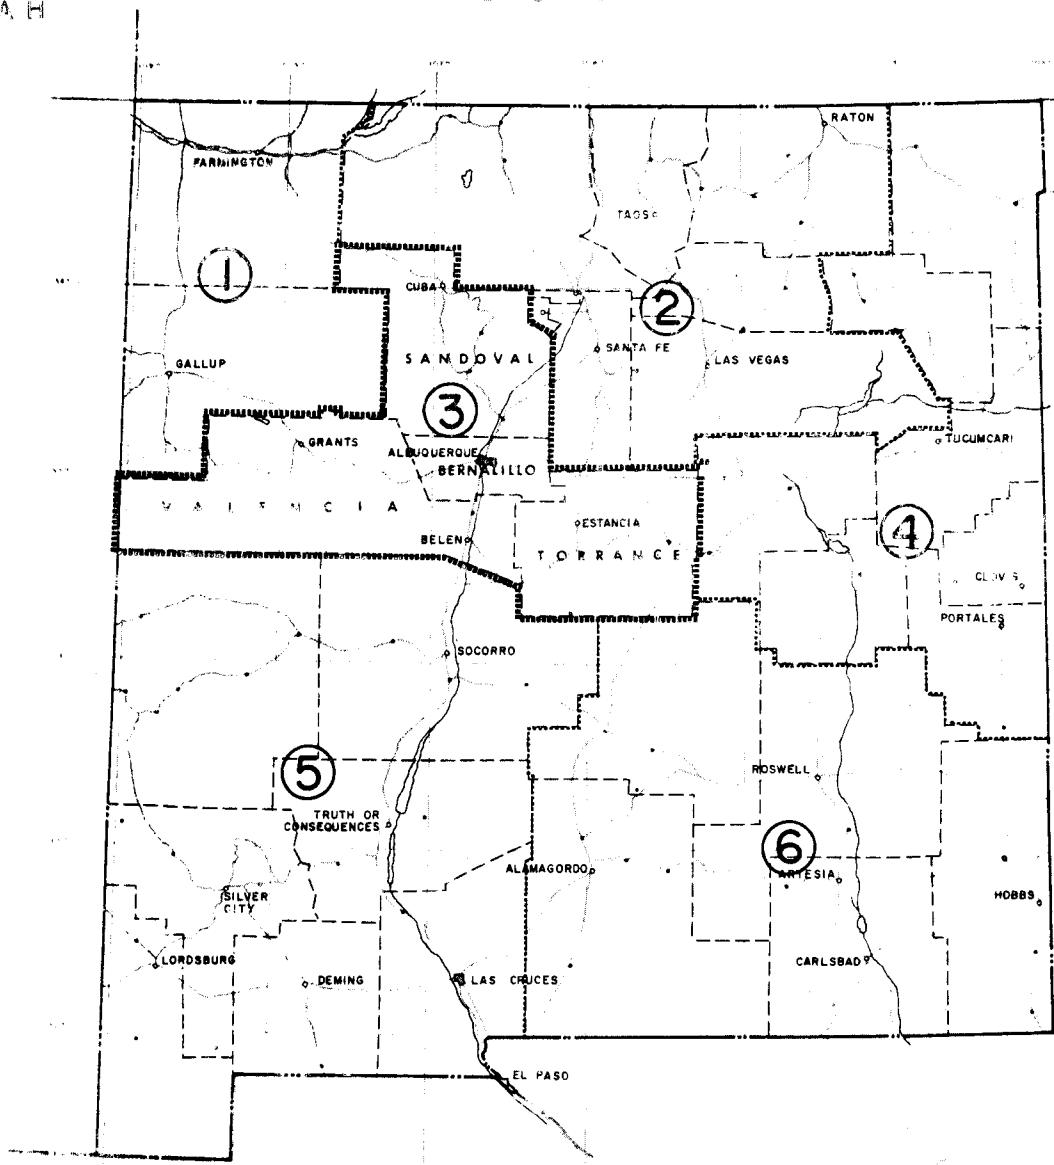 RATON
FARMINGTON
TAOS
1
CUBA
2
SANTA FE
SANDOVAL
LAS VEGAS
GALLUP
3
GRANTS
TUCUMCARI
ALBUQUERQUE
BERNALILLO
VALENCIA
ESTANCIA
4
BELEN
TORRANCE
CLOVIS
PORTALES
SOCORRO
5
ROSWELL
TRUTH OR
CONSEQUENCES
6
ALAMAGORDO
ARTESIA
SILVER
CITY
HOBBS
LORDSBURG
CARLSBAD
DEMING
LAS CRUCES
EL PASO